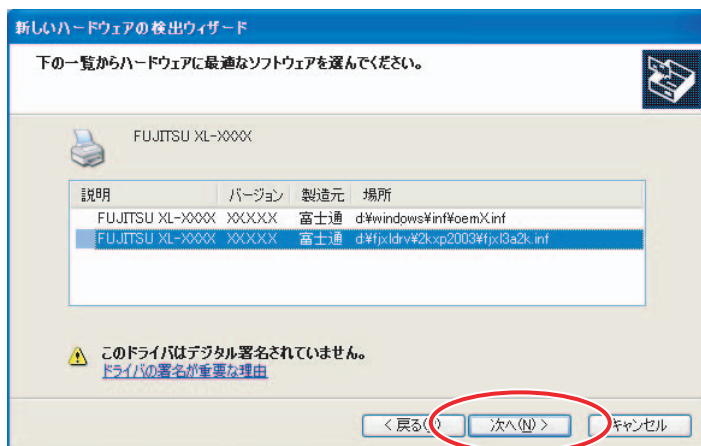 新しいハードウェアの検出ウィザード
下の一覧からハードウェアに最適なソフトウェアを選んでください。
FUJITSU XL-XXXX
説明 バージョン 製造元 場所
FUJITSU XL-XXXX XXXXX 富士通 d:¥windows¥inf¥oemX.inf
FUJITSU XL-XXXX XXXXX 富士通 d:¥fjxldrv¥2kxp2003¥fjxl3a2k.inf
このドライバはデジタル署名されていません。
ドライバの署名が重要な理由
< 戻る( 次へ(N) > キャンセル